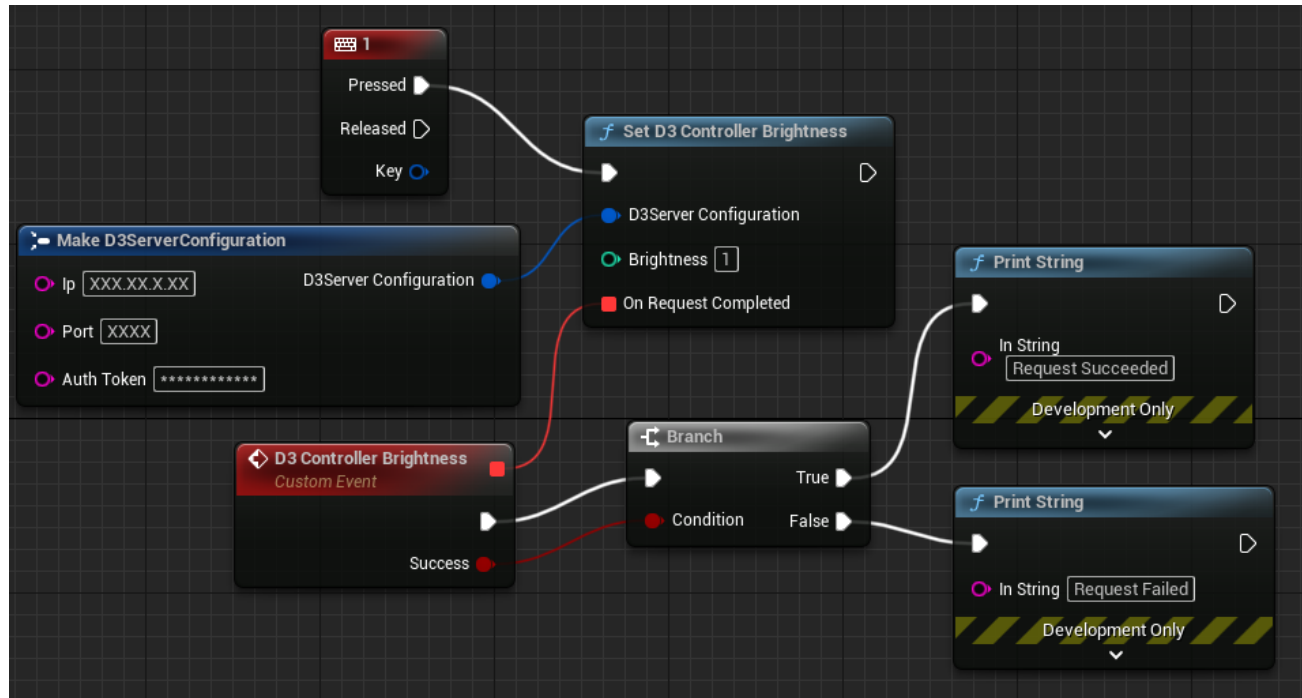 1
Pressed
Released
Key
Make D3ServerConfiguration
Ip XXX.XX.X.XX
D3Server Configuration
Port XXXX
Auth Token ************
Set D3 Controller Brightness
D3Server Configuration
Brightness 1
On Request Completed
D3 Controller Brightness
Custom Event
Success
Branch
True
Condition
False
Print String
In String
Request Succeeded
Development Only
Print String
In String Request Failed
Development Only